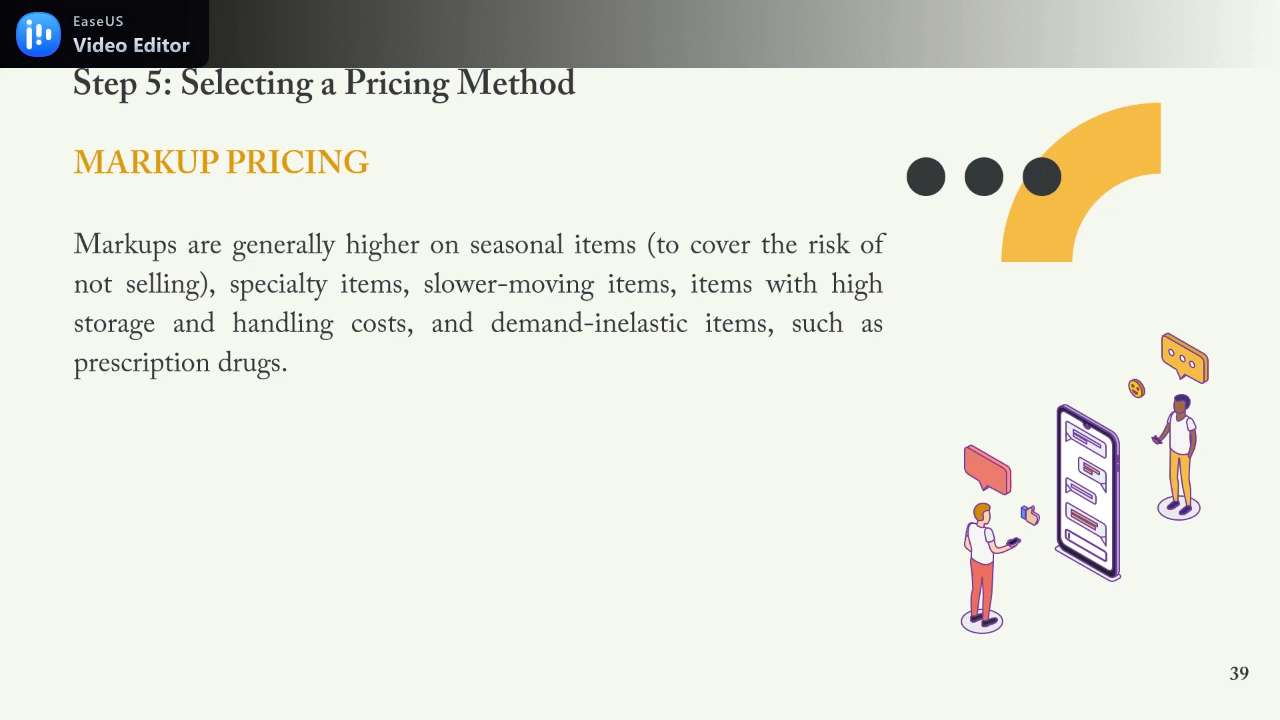 EaseUS
Video Editor
Step 5: Selecting a Pricing Method
MARKUP PRICING
Markups are generally higher on seasonal items (to cover the risk of
not selling), specialty items, slower-moving items, items with high
storage and handling costs, and demand-inelastic items, such as
prescription drugs.
39